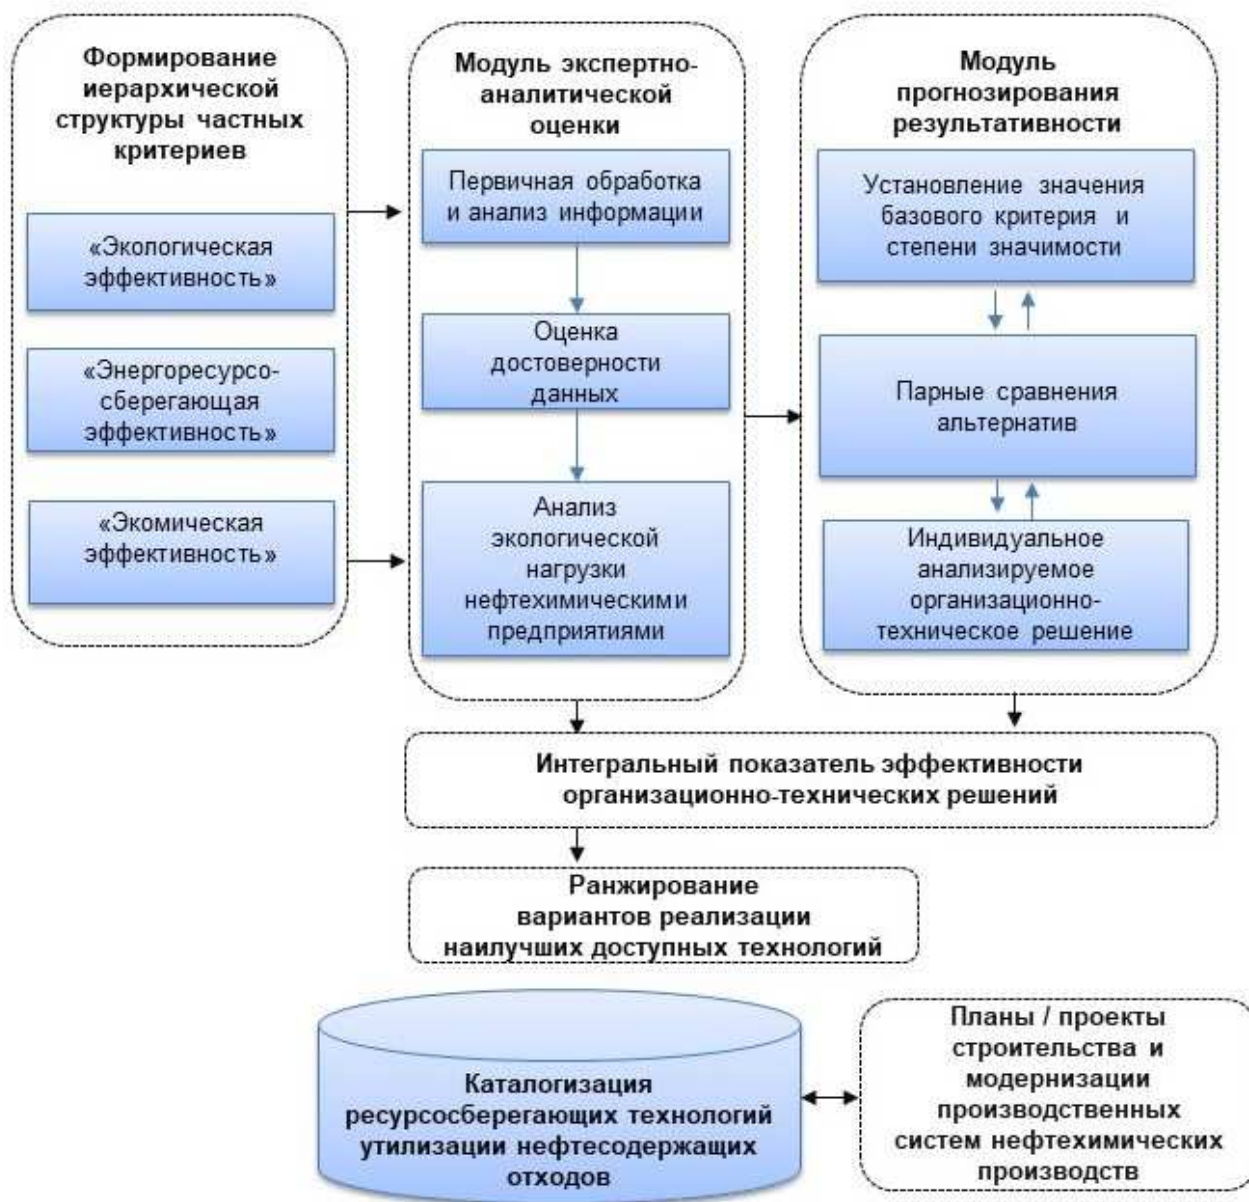 Формирование
иерархической
структуры частных
критериев
«Экологическая
эффективность»
«Энергоресурсо-
сберегающая
эффективность»
«Экомическая
эффективность»
Модуль экспертно-
аналитической
оценки
Первичная обработка
и анализ информации
Оценка
достоверности
данных
Анализ
экологической
нагрузки
нефтехимическими
предприятиями
Модуль
прогнозирования
результативности
Установление значения
базового критерия и
степени значимости
Парные сравнения
альтернатив
Индивидуальное
анализируемое
организационно-
техническое решение
Интегральный показатель эффективности
организационно-технических решений
Ранжирование
вариантов реализации
наилучших доступных технологий
Каталогизация
ресурсосберегающих технологий
утилизации нефтесодержащих
отходов
Планы / проекты
строительства и
модернизации
производственных
систем нефтехимических
производств